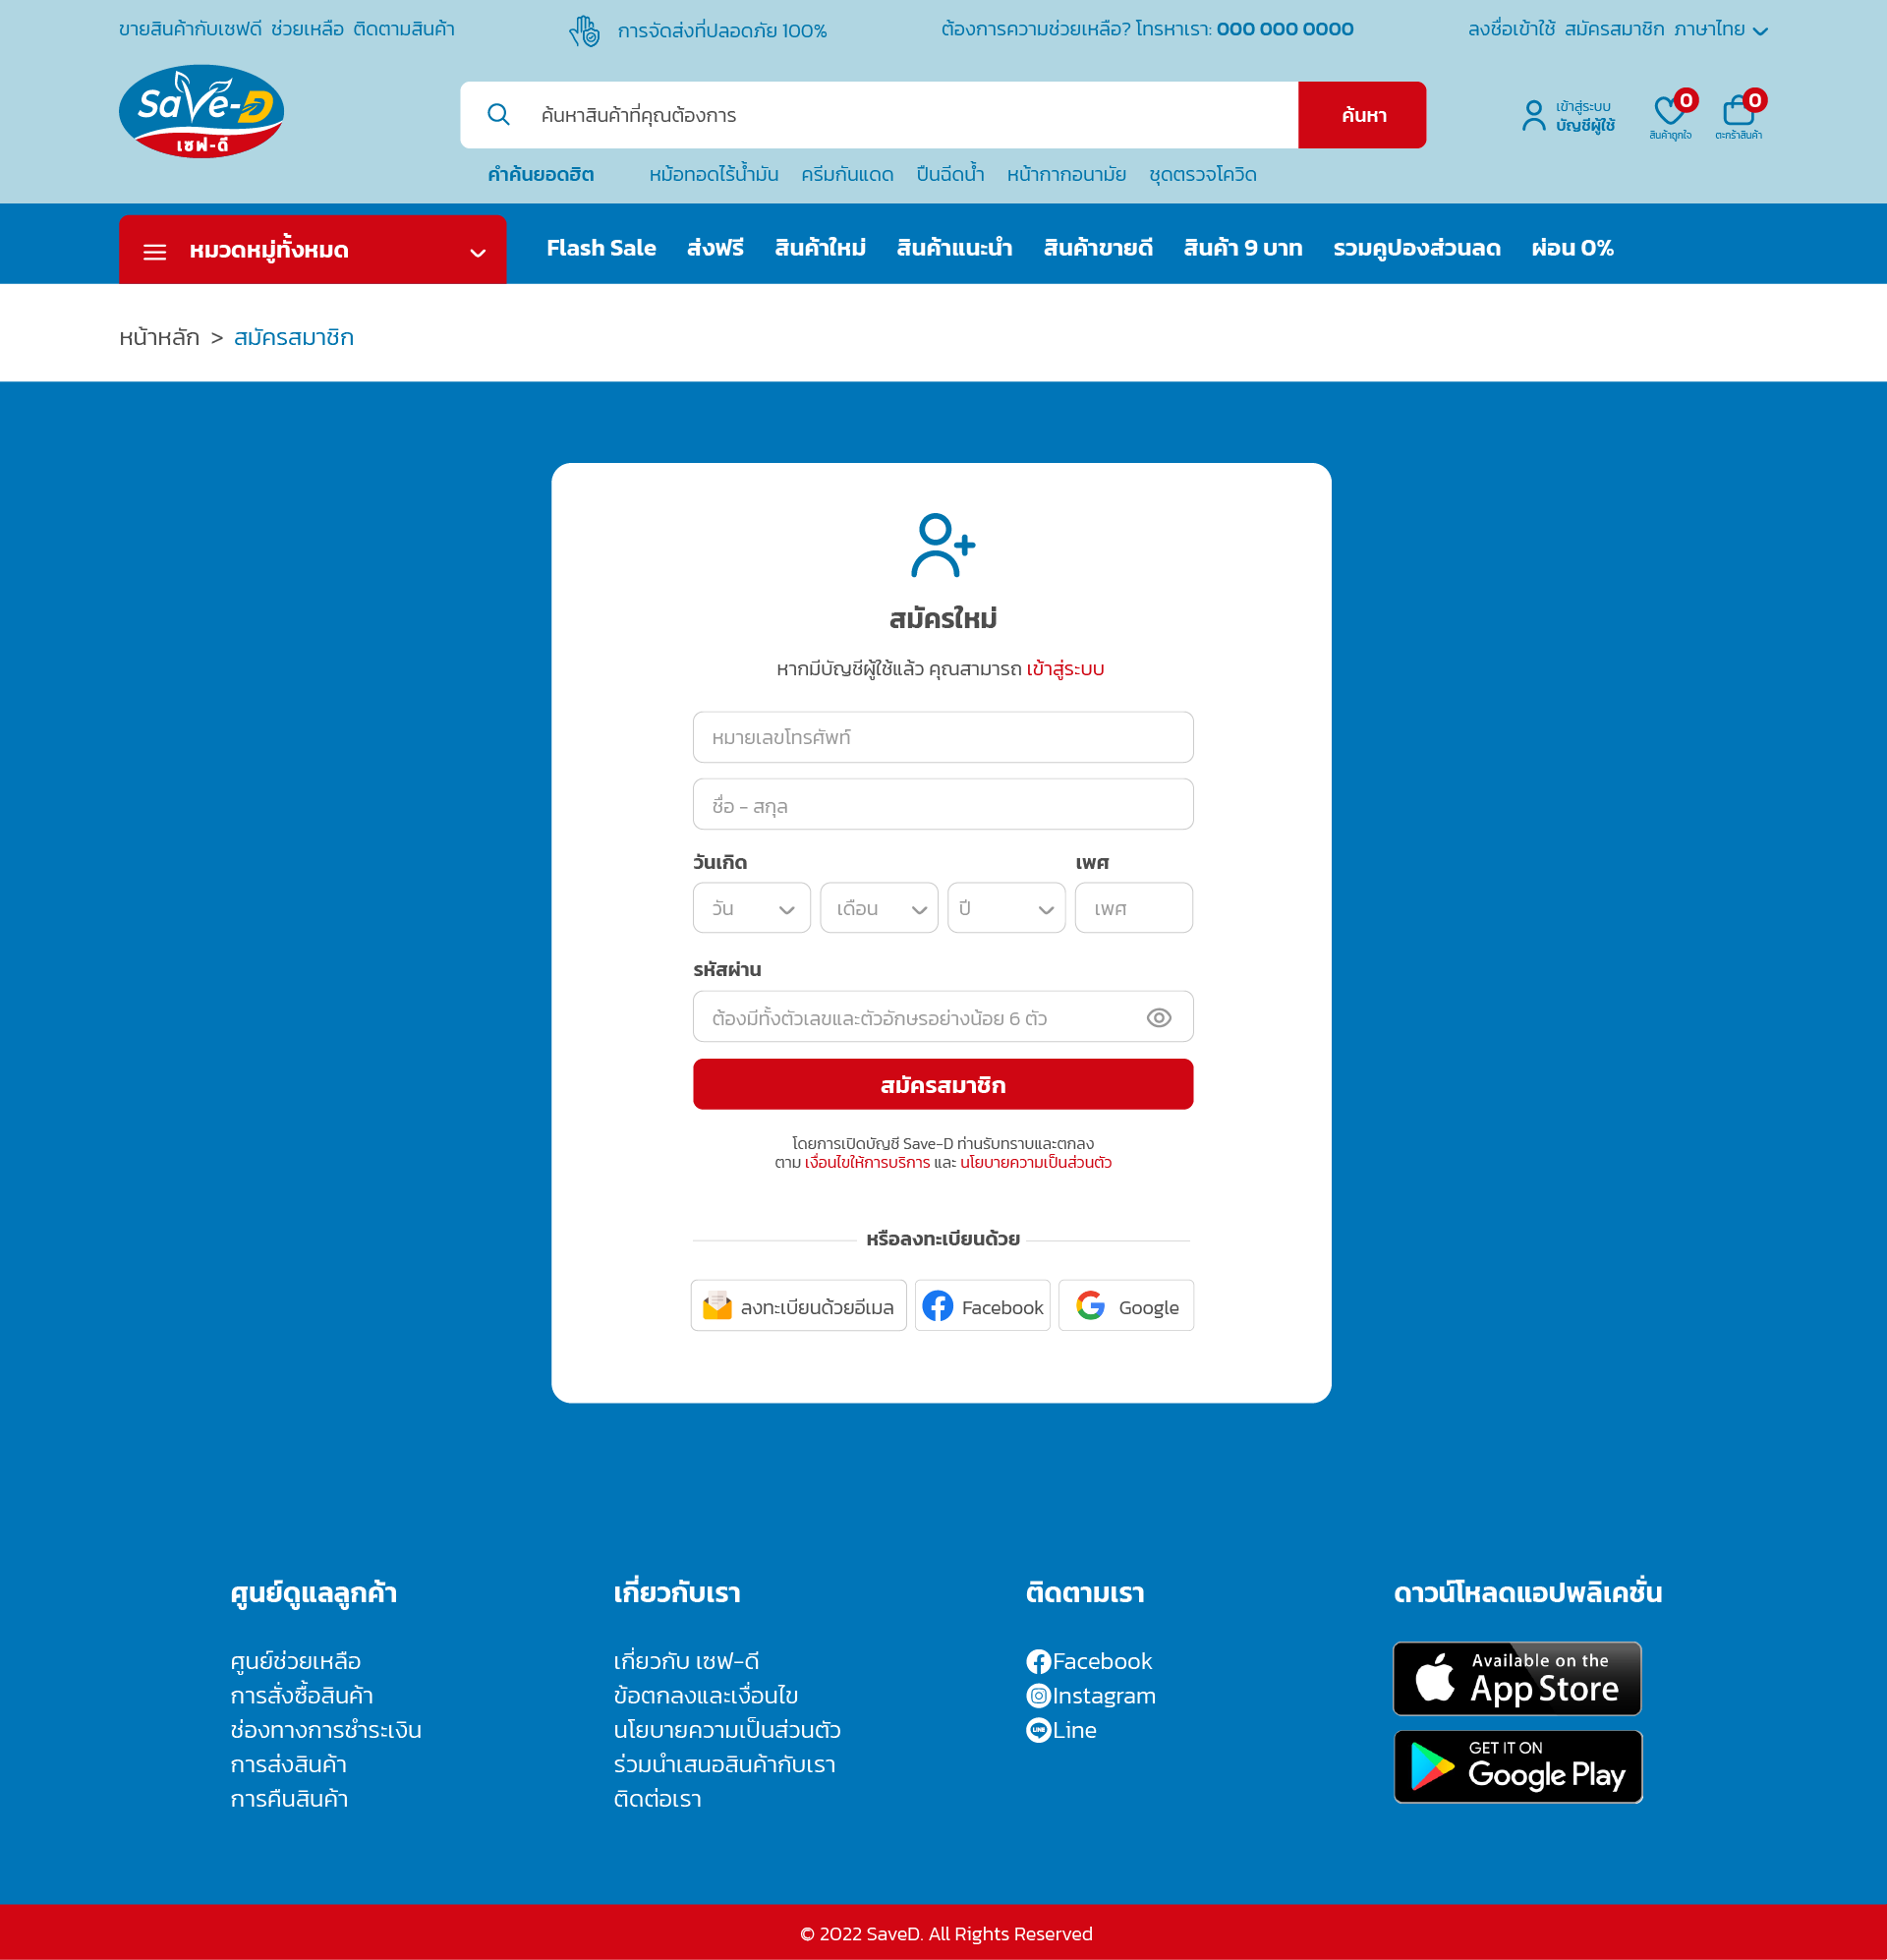 ขายสินค้ากับเซฟดี ช่วยเหลือ ติดตามสินค้า
การจัดส่งที่ปลอดภัย 100%
ต้องการความช่วยเหลือ? โทรหาเรา: 000 000 0000
ลงชื่อเข้าใช้ สมัครสมาชิก ภาษาไทย
SaVe-D
เซฟ-ดี
ค้นหาสินค้าที่คุณต้องการ
ค้นหา
เข้าสู่ระบบ
บัญชีผู้ใช้
0
สินค้าถูกใจ
0
ตะกร้าสินค้า
คำค้นยอดฮิต หม้อทอดไร้น้ำมัน ครีมกันแดด ปืนฉีดน้ำ หน้ากากอนามัย ชุดตรวจโควิด
หมวดหมู่ทั้งหมด
Flash Sale ส่งฟรี สินค้าใหม่ สินค้าแนะนำ สินค้าขายดี สินค้า 9 บาท รวมคูปองส่วนลด ผ่อน 0%
หน้าหลัก > สมัครสมาชิก
สมัครใหม่
หากมีบัญชีผู้ใช้แล้ว คุณสามารถ เข้าสู่ระบบ
หมายเลขโทรศัพท์
ชื่อ - สกุล
วันเกิด เพศ
วัน เดือน ปี เพศ
รหัสผ่าน
ต้องมีทั้งตัวเลขและตัวอักษรอย่างน้อย 6 ตัว
สมัครสมาชิก
โดยการเปิดบัญชี Save-D ท่านรับทราบและตกลง
ตาม เงื่อนไขให้การบริการ และ นโยบายความเป็นส่วนตัว
หรือลงทะเบียนด้วย
ลงทะเบียนด้วยอีเมล Facebook Google
ศูนย์ดูแลลูกค้า
ศูนย์ช่วยเหลือ
การสั่งซื้อสินค้า
ช่องทางการชำระเงิน
การส่งสินค้า
การคืนสินค้า
เกี่ยวกับเรา
เกี่ยวกับ เซฟ-ดี
ข้อตกลงและเงื่อนไข
นโยบายความเป็นส่วนตัว
ร่วมนำเสนอสินค้ากับเรา
ติดต่อเรา
ติดตามเรา
Facebook
Instagram
LINE Line
ดาวน์โหลดแอปพลิเคชั่น
Available on the
App Store
GET IT ON
Google Play
© 2022 SaveD. All Rights Reserved